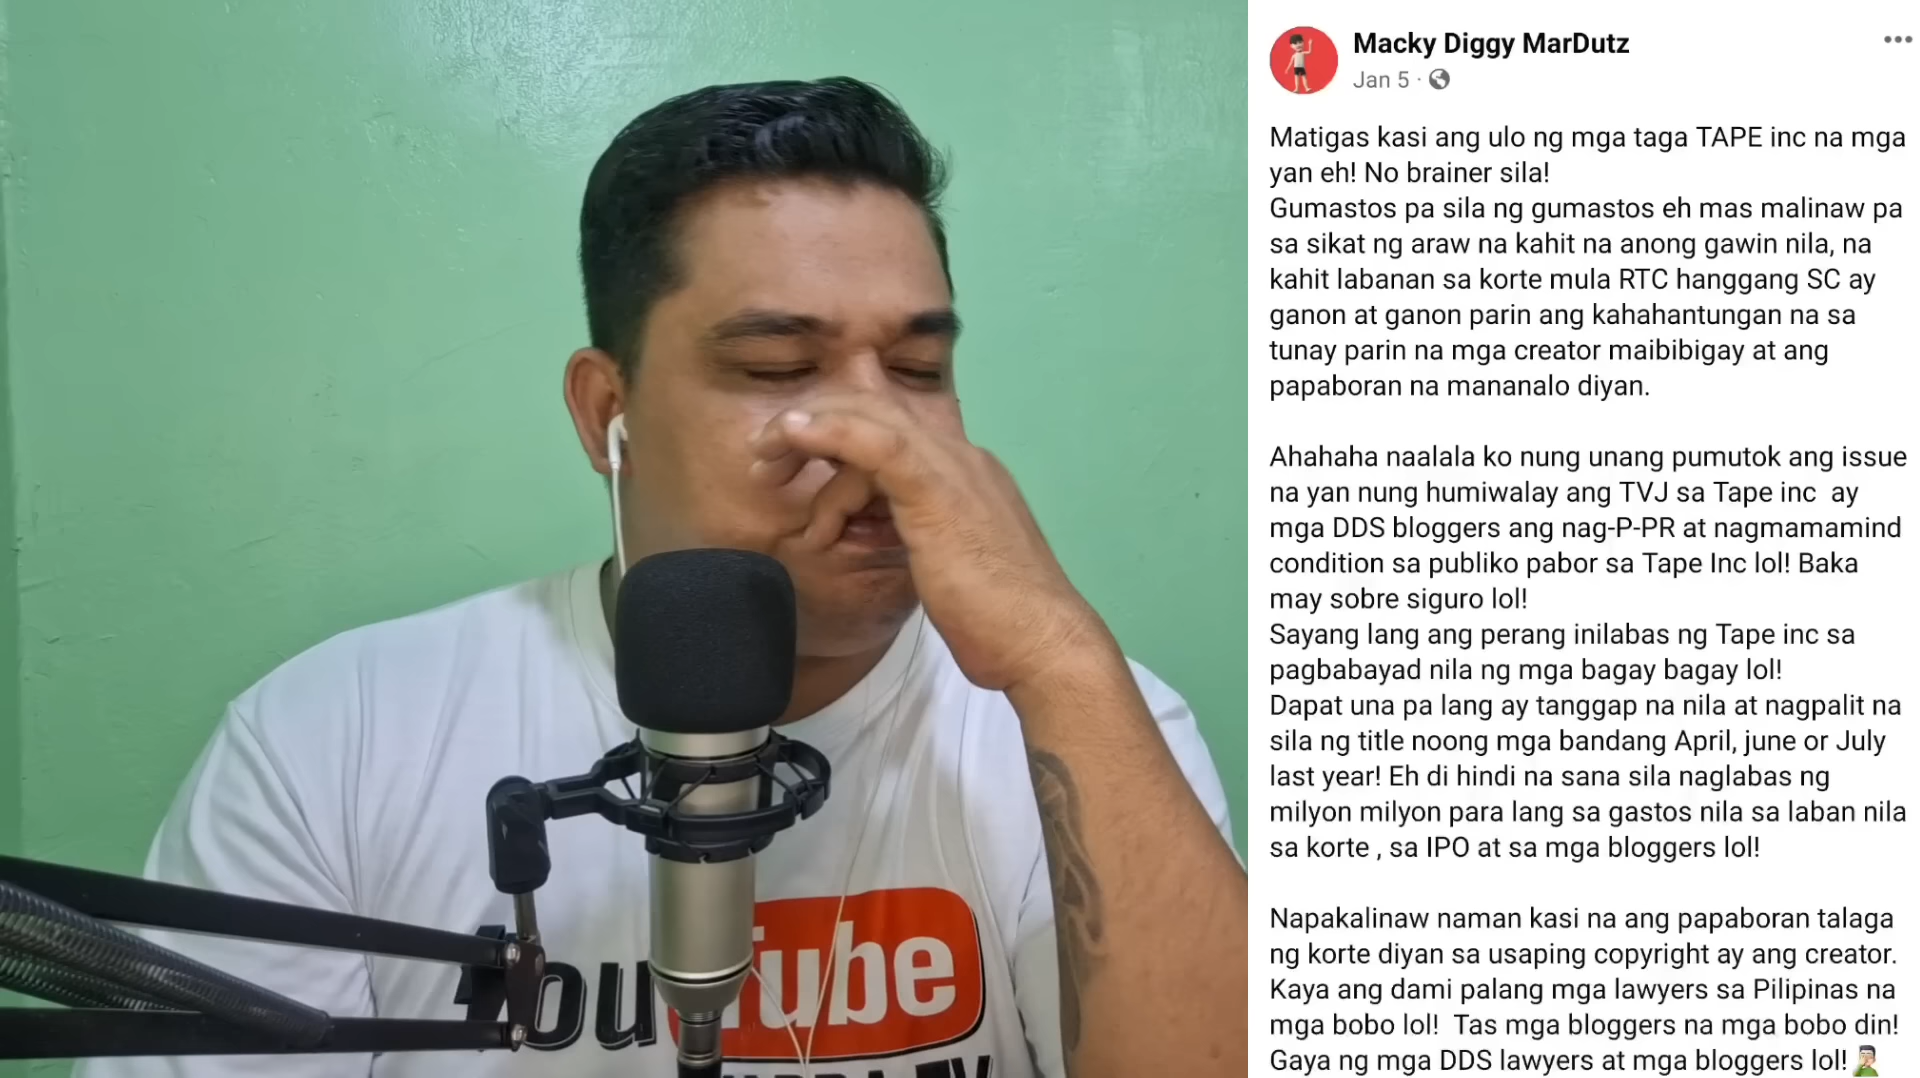 Macky Diggy MarDutz
Jan 5 ·
Matigas kasi ang ulo ng mga taga TAPE inc na mga
yan eh! No brainer sila!
Gumastos pa sila ng gumastos eh mas malinaw pa
sa sikat ng araw na kahit na anong gawin nila, na
kahit labanan sa korte mula RTC hanggang SC ay
ganon at ganon parin ang kahahantungan na sa
tunay parin na mga creator maibibigay at ang
papaboran na mananalo diyan.
Ahahaha naalala ko nung unang pumutok ang issue
na yan nung humiwalay ang TVJ sa Tape inc ay
mga DDS bloggers ang nag-P-PR at nagmamamind
condition sa publiko pabor sa Tape Inc lol! Baka
may sobre siguro lol!
Sayang lang ang perang inilabas ng Tape inc sa
pagbabayad nila ng mga bagay bagay lol!
Dapat una pa lang ay tanggap na nila at nagpalit na
sila ng title noong mga bandang April, june or July
last year! Eh di hindi na sana sila naglabas ng
milyon milyon para lang sa gastos nila sa laban nila
sa korte , sa IPO at sa mga bloggers lol!
Napakalinaw naman kasi na ang papaboran talaga
ng korte diyan sa usaping copyright ay ang creator.
Kaya ang dami palang mga lawyers sa Pilipinas na
mga bobo lol! Tas mga bloggers na mga bobo din!
Gaya ng mga DDS lawyers at mga bloggers lol!
YouTube
TV